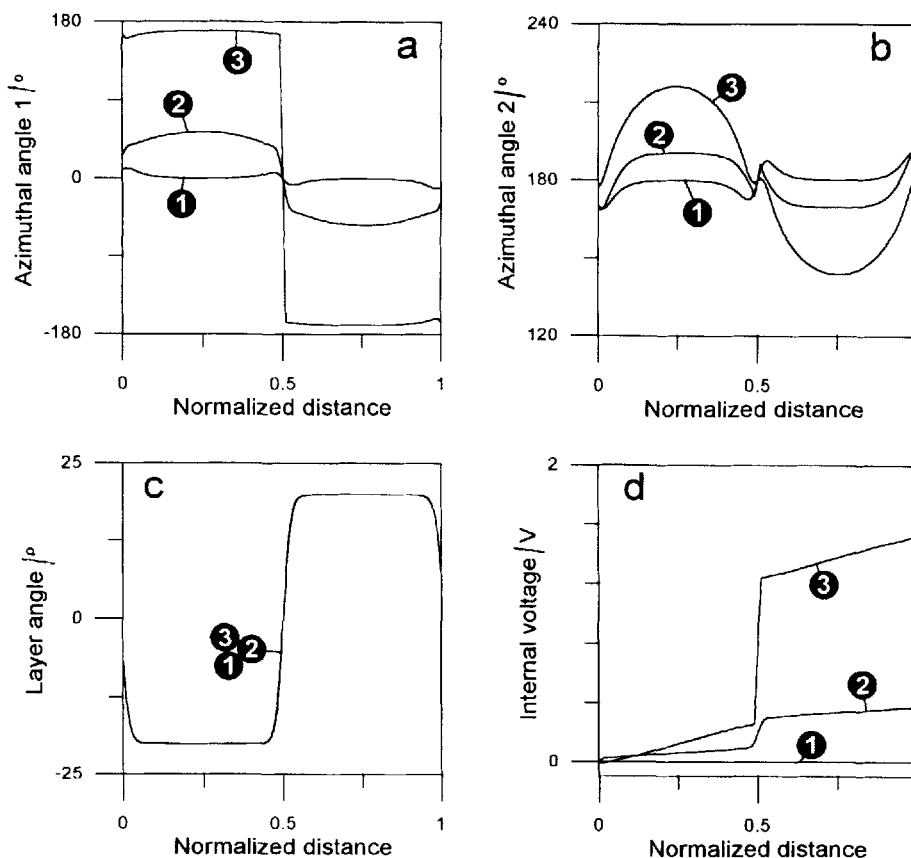 180
a
3
2
1
0
-180
Azimuthal angle 1/°
0
0.5
1
Normalized distance
240
b
3
2
1
180
120
Azimuthal angle 2/°
0
0.5
Normalized distance
25
c
0
3
2
1
-25
Layer angle /°
0
0.5
1
Normalized distance
2
d
3
2
1
0
Internal voltage/V
0
0.5
Normalized distance